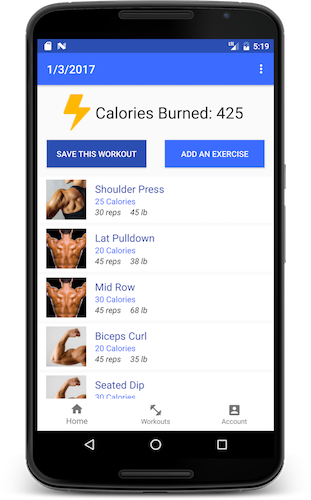 5:19
1/3/2017
Calories Burned: 425
SAVE THIS WORKOUT ADD AN EXERCISE
Shoulder Press
25 Calories
30 reps 45 lb
Lat Pulldown
20 Calories
45 reps 38 lb
Mid Row
30 Calories
45 reps 68 lb
Biceps Curl
20 Calories
45 reps 35 lb
Seated Dip
30 Calories
Home Workouts Account